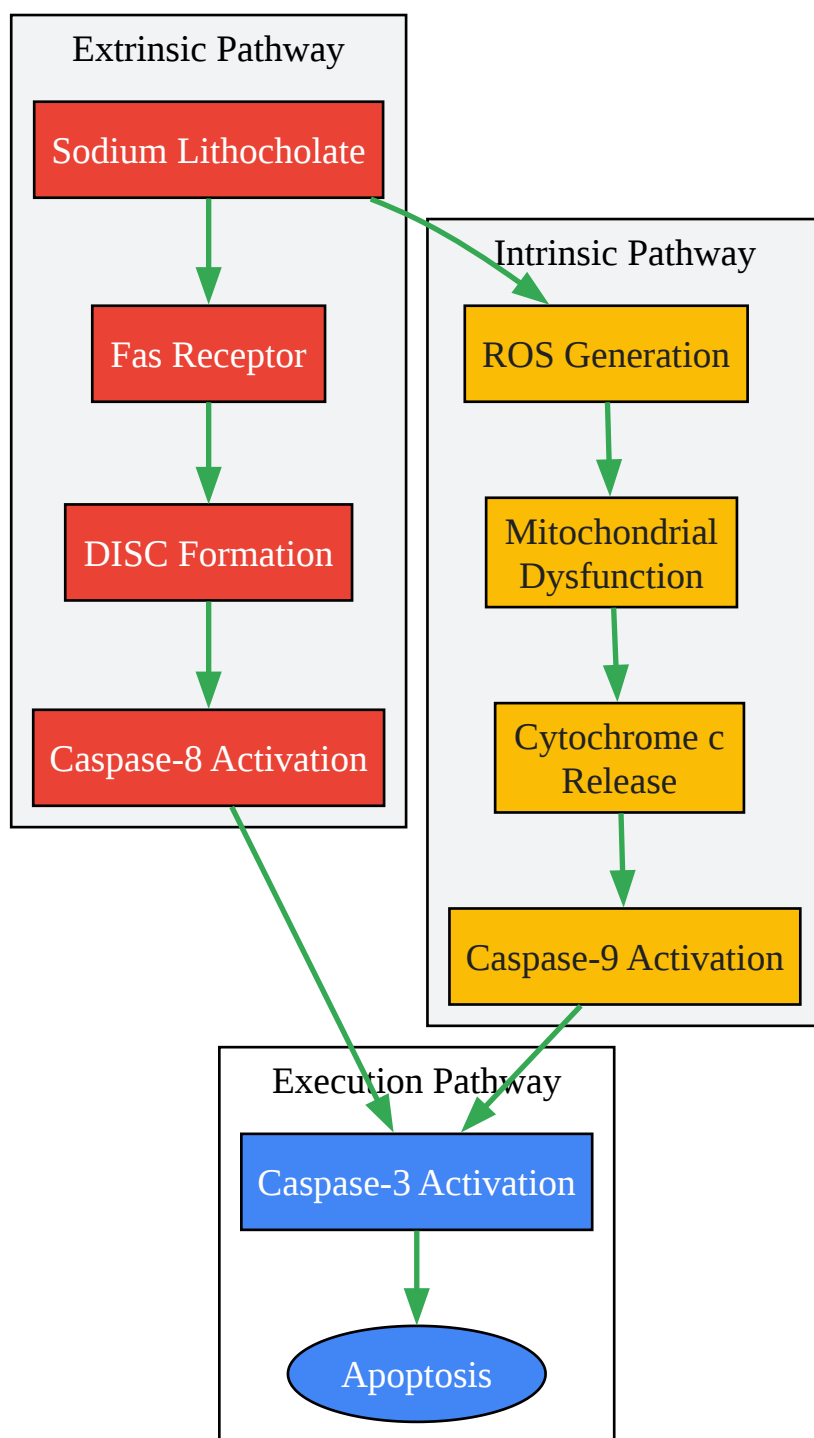 Extrinsic Pathway
Sodium Lithocholate
Fas Receptor
DISC Formation
Caspase-8 Activation
Intrinsic Pathway
ROS Generation
Mitochondrial
Dysfunction
Cytochrome c
Release
Caspase-9 Activation
Execution Pathway
Caspase-3 Activation
Apoptosis